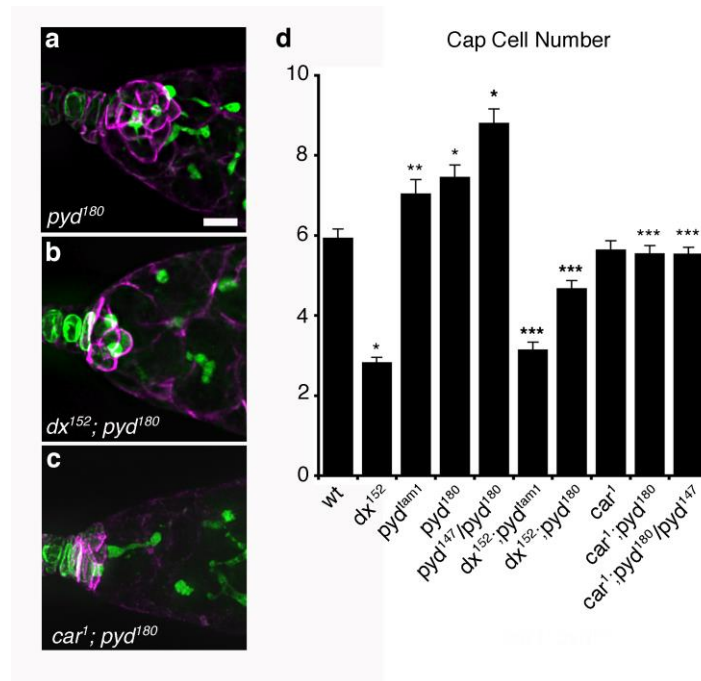 a
pyd¹⁸⁰
b
dx¹⁵²; pyd¹⁸⁰
c
car¹; pyd¹⁸⁰
d
Cap Cell Number
10
8
6
4
2
0
*
**
*
*
***
***
***
***
wt
dx¹⁵²
pydᵗᵃᵐ¹
pyd¹⁸⁰
pyd¹⁴⁷/pyd¹⁸⁰
dx¹⁵²·;pydᵗᵃᵐ¹
dx¹⁵²·;pyd¹⁸⁰
car¹
car¹·;pyd¹⁸⁰
car¹·;pyd¹⁸⁰/pyd¹⁴⁷